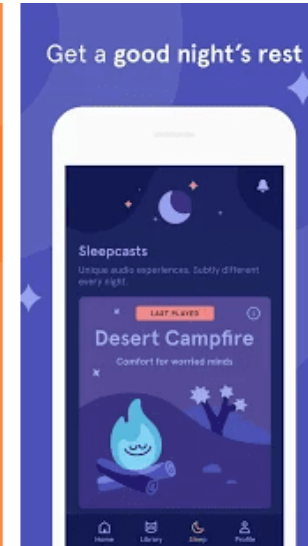 Get a good night's rest
Sleepcasts
Unique audio experiences. Subtly different
every night.
LAST PLAYED
Desert Campfire
Comfort for worried minds
Home
Library
Sleep
Profile